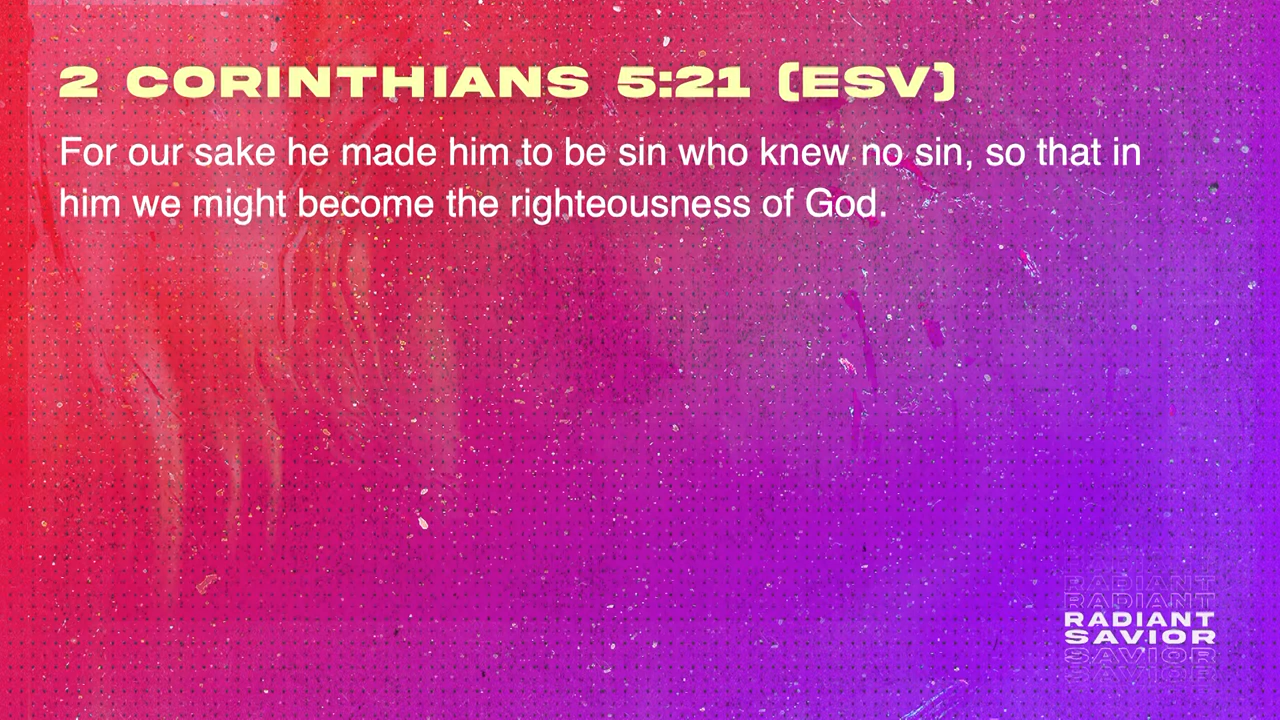 2 CORINTHIANS 5:21 (ESV)
For our sake he made him to be sin who knew no sin, so that in
him we might become the righteousness of God.
RADIANT
RADIANT
RADIANT
SAVIOR
SAVIOR
SAVIOR